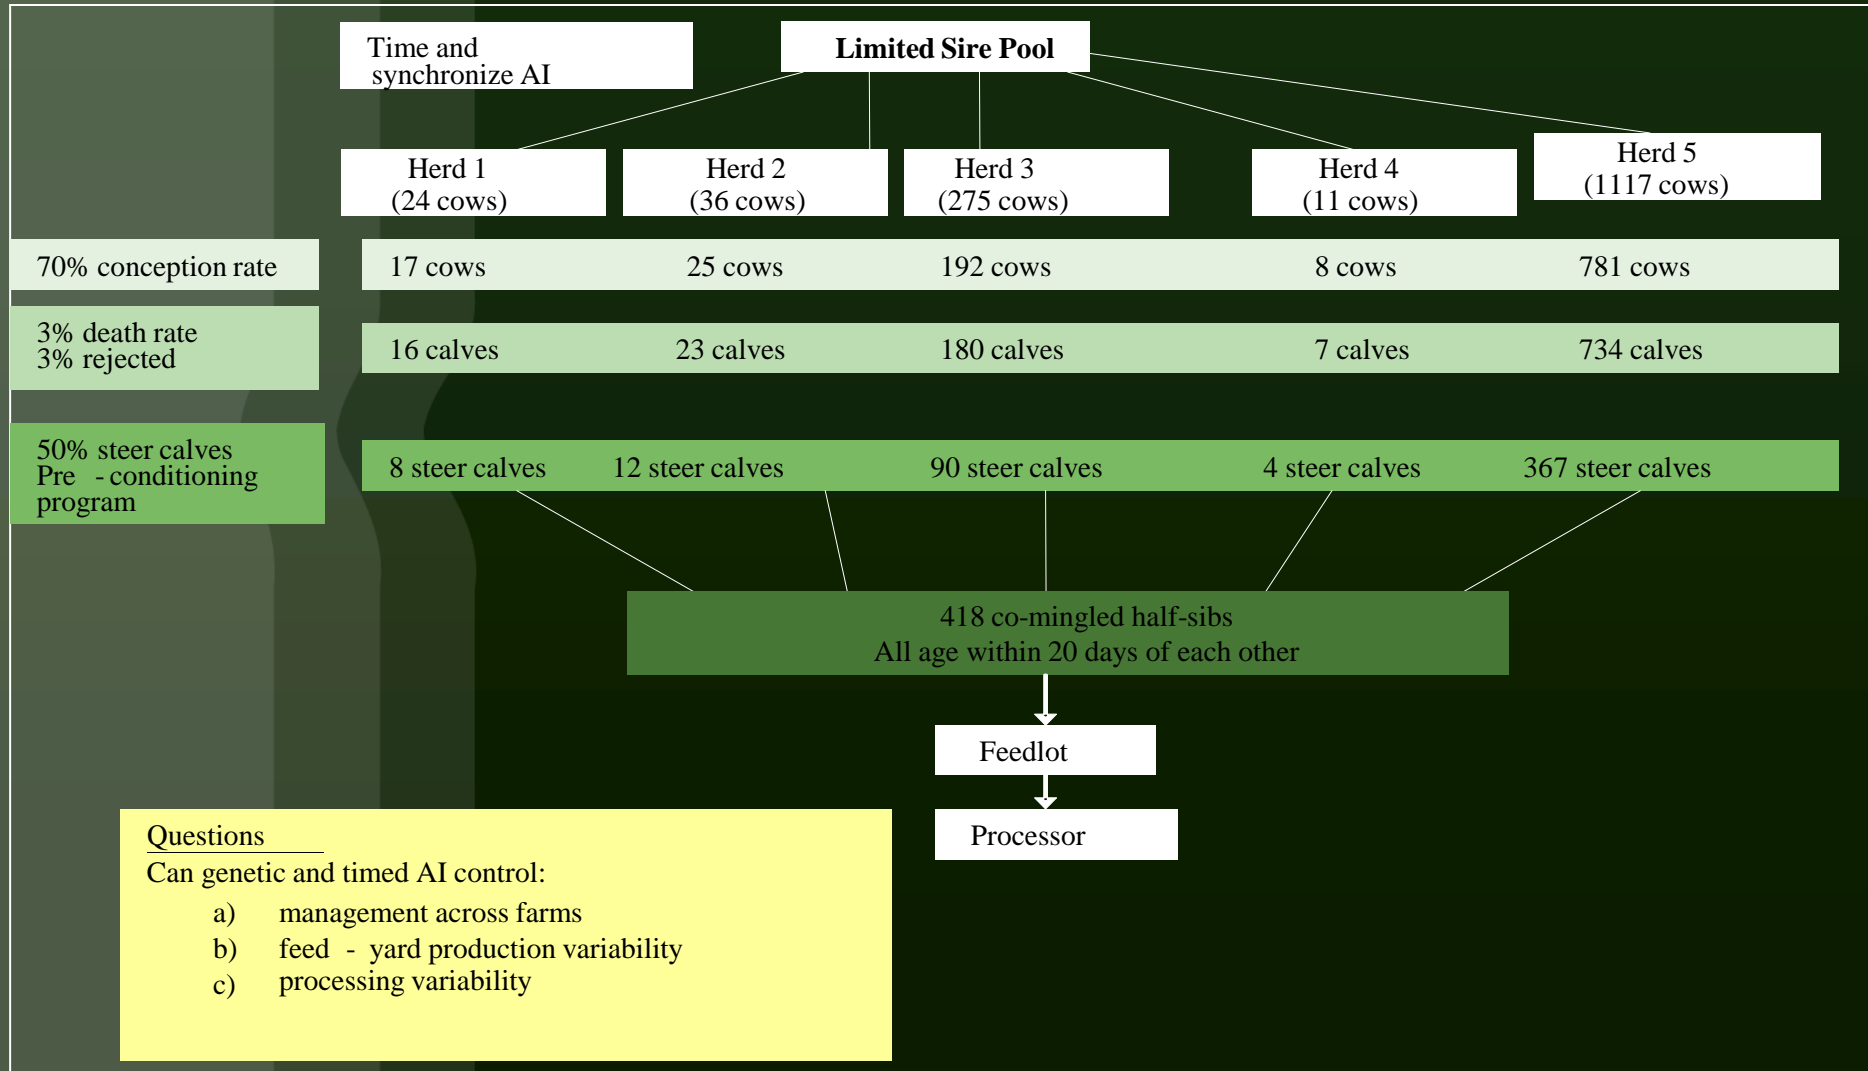 Time and
synchronize AI
Limited Sire Pool
Herd 1
(24 cows)
Herd 2
(36 cows)
Herd 3
(275 cows)
Herd 4
(11 cows)
Herd 5
(1117 cows)
70% conception rate
17 cows
25 cows
192 cows
8 cows
781 cows
3% death rate
3% rejected
16 calves
23 calves
180 calves
7 calves
734 calves
50% steer calves
Pre - conditioning
program
8 steer calves
12 steer calves
90 steer calves
4 steer calves
367 steer calves
418 co-mingled half-sibs
All age within 20 days of each other
Feedlot
Processor
Questions
Can genetic and timed AI control:
a) management across farms
b) feed - yard production variability
c) processing variability